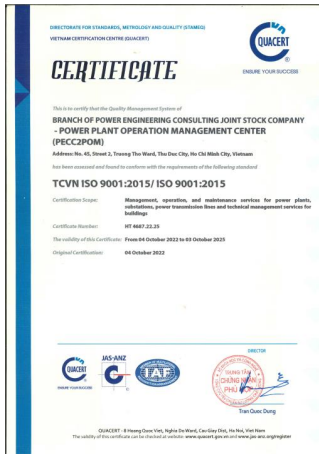 DIRECTORATE FOR STANDARDS, METROLOGY AND QUALITY (STAMEQ)
VIETNAM CERTIFICATION CENTRE (QUACERT)
QUACERT
®
ENSURE YOUR SUCCESS
CERTIFICATE
This is to certify that the Quality Management System of
BRANCH OF POWER ENGINEERING CONSULTING JOINT STOCK COMPANY
- POWER PLANT OPERATION MANAGEMENT CENTER
(PECC2POM)
Address: No. 45, Street 2, Truong Tho Ward, Thu Duc City, Ho Chi Minh City, Vietnam
has been assessed and found to conform with the requirements of the following standard
TCVN ISO 9001:2015/ ISO 9001:2015
Certification Scope: Management, operation, and maintenance services for power plants,
substations, power transmission lines and technical management services for
buildings
Certificate Number: HT 4687.22.25
The validity of this Certificate: From 04 October 2022 to 03 October 2025
Original Certification: 04 October 2022
DIRECTOR
QUACERT
®
ENSURE YOUR SUCCESS
JAS-ANZ
C
®
IAF
TRUNG TÂM
CHỨNG NHẬN
PHÙ HỢP
Tran Quoc Dung
QUACERT - 8 Hoang Quoc Viet, Nghia Do Ward, Cau Giay Dist, Ha Noi, Viet Nam
The validity of this certificate can be checked at website: www.quacert.gov.vn and www.jas-anz.org/register